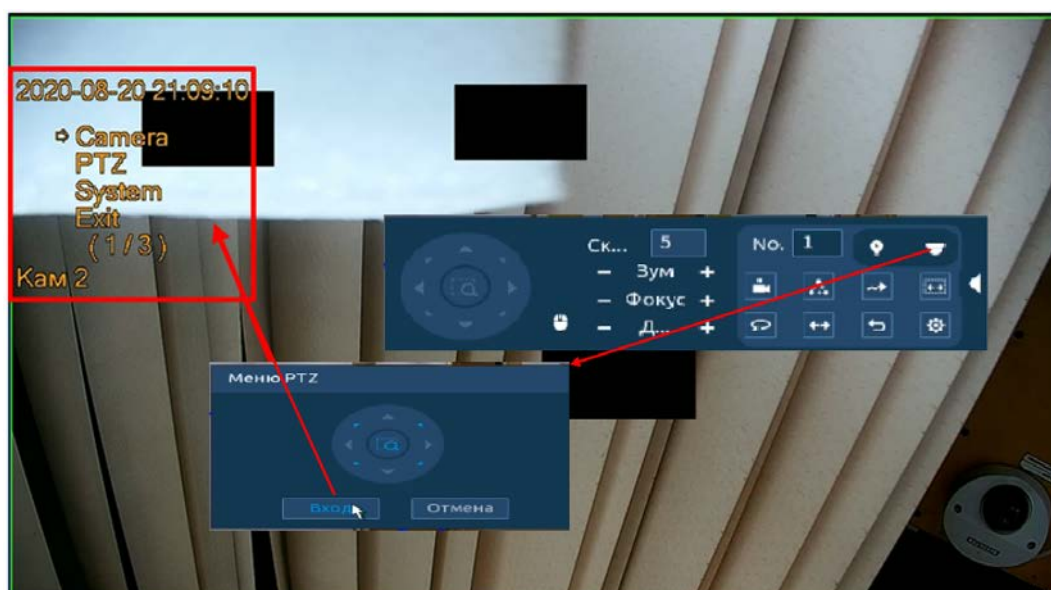 2020-08-20 21:09:10
Camera
PTZ
System
Exit
(1/3)
Кам 2
Ск... 5
No. 1
– Зум +
– Фокус +
– Д... +
Меню PTZ
Вход
Отмена